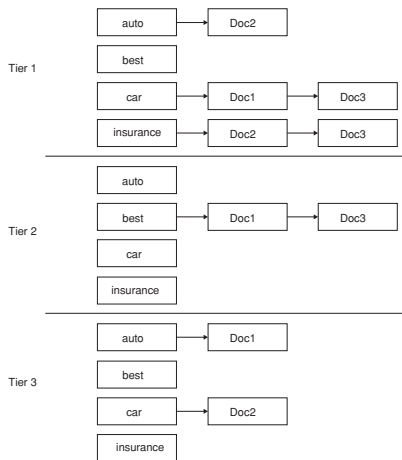 auto Doc2
Tier 1
best
car Doc1 Doc3
insurance Doc2 Doc3
auto
best Doc1 Doc3
Tier 2
car
insurance
auto Doc1
best
Tier 3
car Doc2
insurance